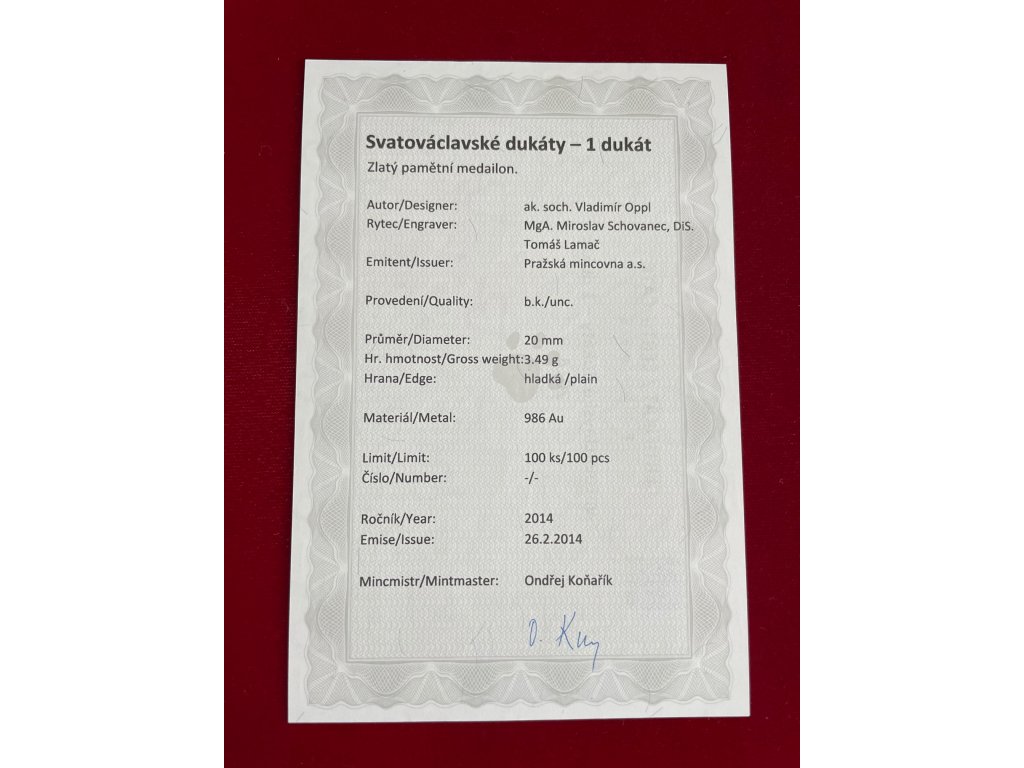 Svatováclavské dukáty – 1 dukát
Zlatý pamětní medailon.
Autor/Designer: ak. soch. Vladimír Oppl
Rytec/Engraver: MgA. Miroslav Schovanec, DiS.
Tomáš Lamač
Emitent/Issuer: Pražská mincovna a.s.
Provedení/Quality: b.k./unc.
Průměr/Diameter: 20 mm
Hr. hmotnost/Gross weight:3.49 g
Hrana/Edge: hladká /plain
Materiál/Metal: 986 Au
Limit/Limit: 100 ks/100 pcs
Číslo/Number: -/-
Ročník/Year: 2014
Emise/Issue: 26.2.2014
Mincmistr/Mintmaster: Ondřej Koňařík
O.